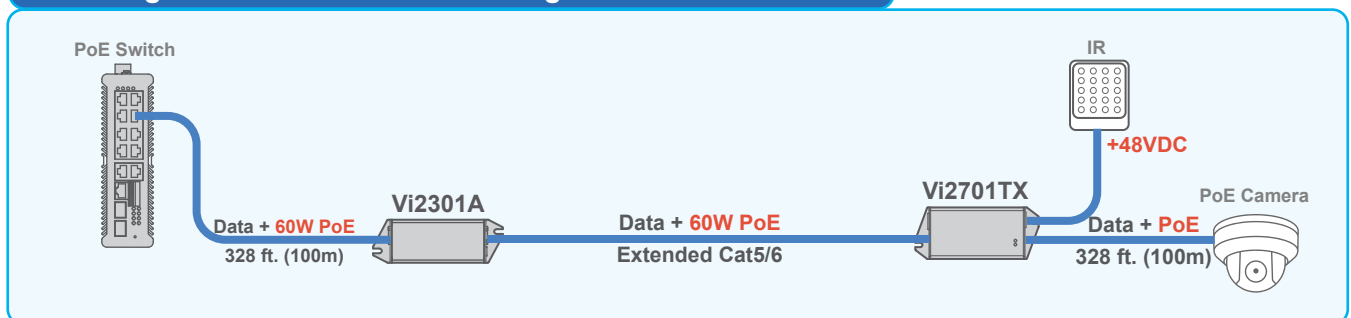 PoE Switch
IR
+48VDC
Vi2301A
Vi2701TX
PoE Camera
Data + 60W PoE
Data + 60W PoE
Data + PoE
328 ft. (100m)
Extended Cat5/6
328 ft. (100m)